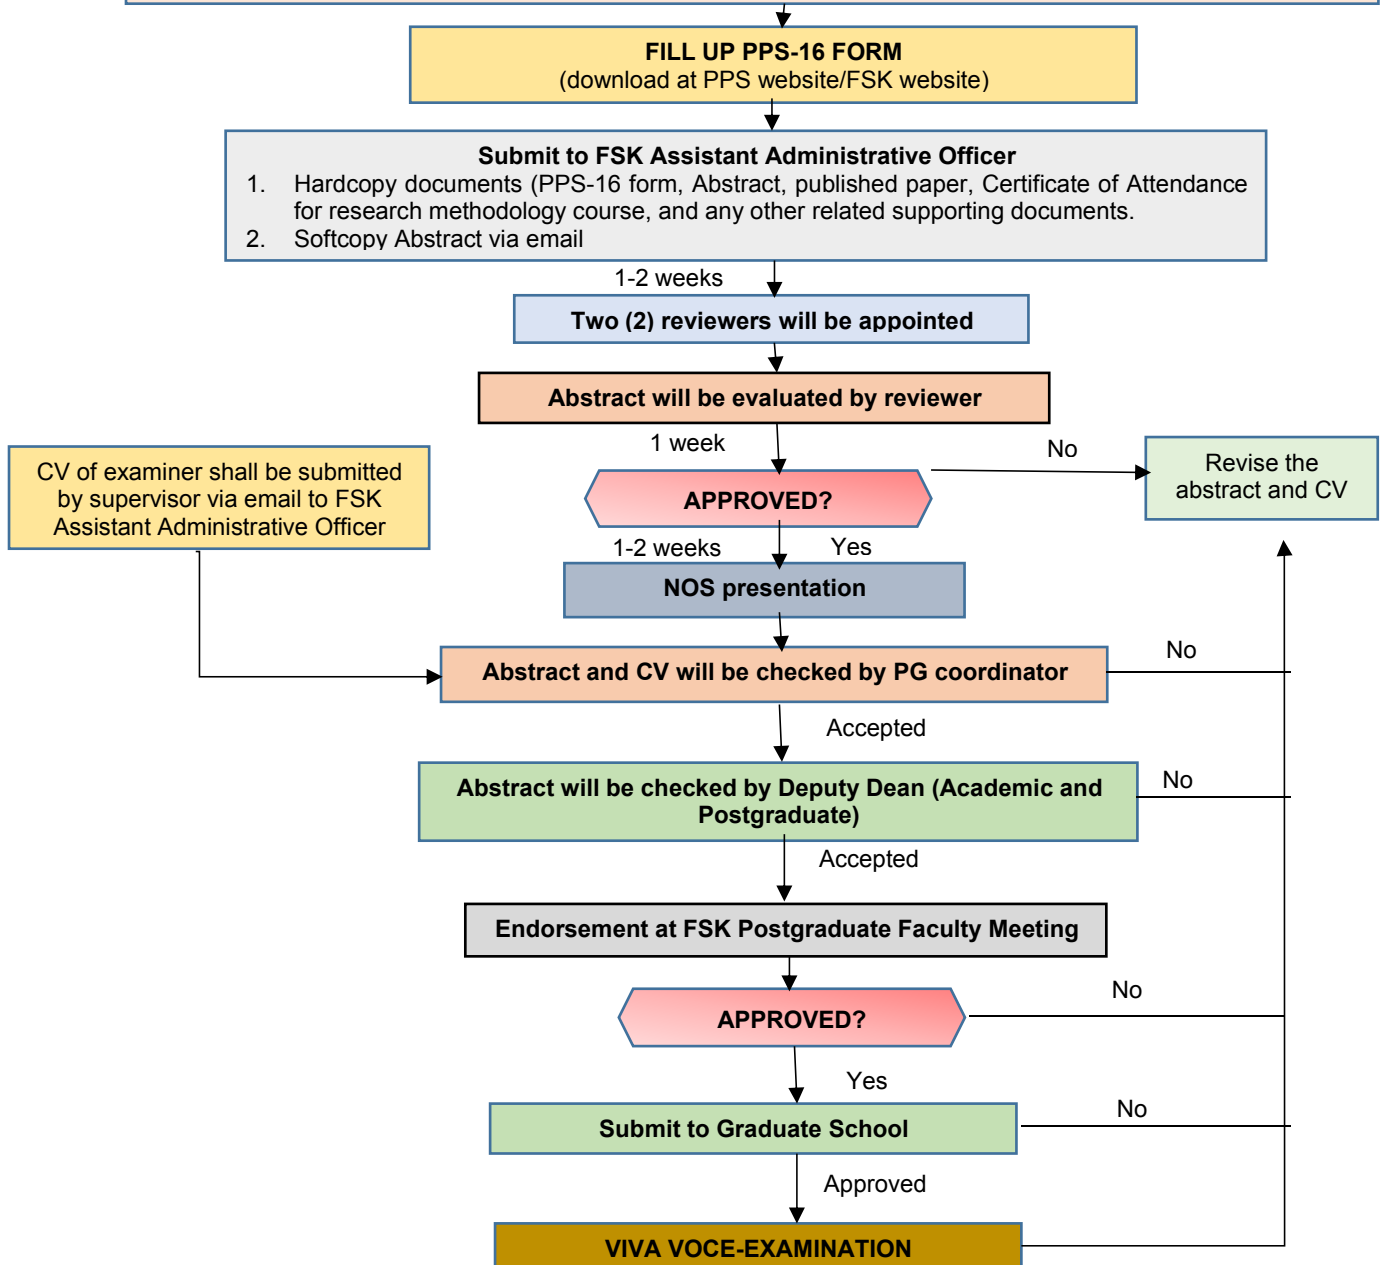 FILL UP PPS-16 FORM
(download at PPS website/FSK website)
Submit to FSK Assistant Administrative Officer
1. Hardcopy documents (PPS-16 form, Abstract, published paper, Certificate of Attendance
for research methodology course, and any other related supporting documents.
2. Softcopy Abstract via email
1-2 weeks
Two (2) reviewers will be appointed
Abstract will be evaluated by reviewer
1 week
No
CV of examiner shall be submitted
by supervisor via email to FSK
Assistant Administrative Officer
APPROVED?
Revise the
abstract and CV
1-2 weeks
Yes
NOS presentation
Abstract and CV will be checked by PG coordinator
No
Accepted
Abstract will be checked by Deputy Dean (Academic and
Postgraduate)
No
Accepted
Endorsement at FSK Postgraduate Faculty Meeting
APPROVED?
No
Yes
Submit to Graduate School
No
Approved
VIVA VOCE-EXAMINATION